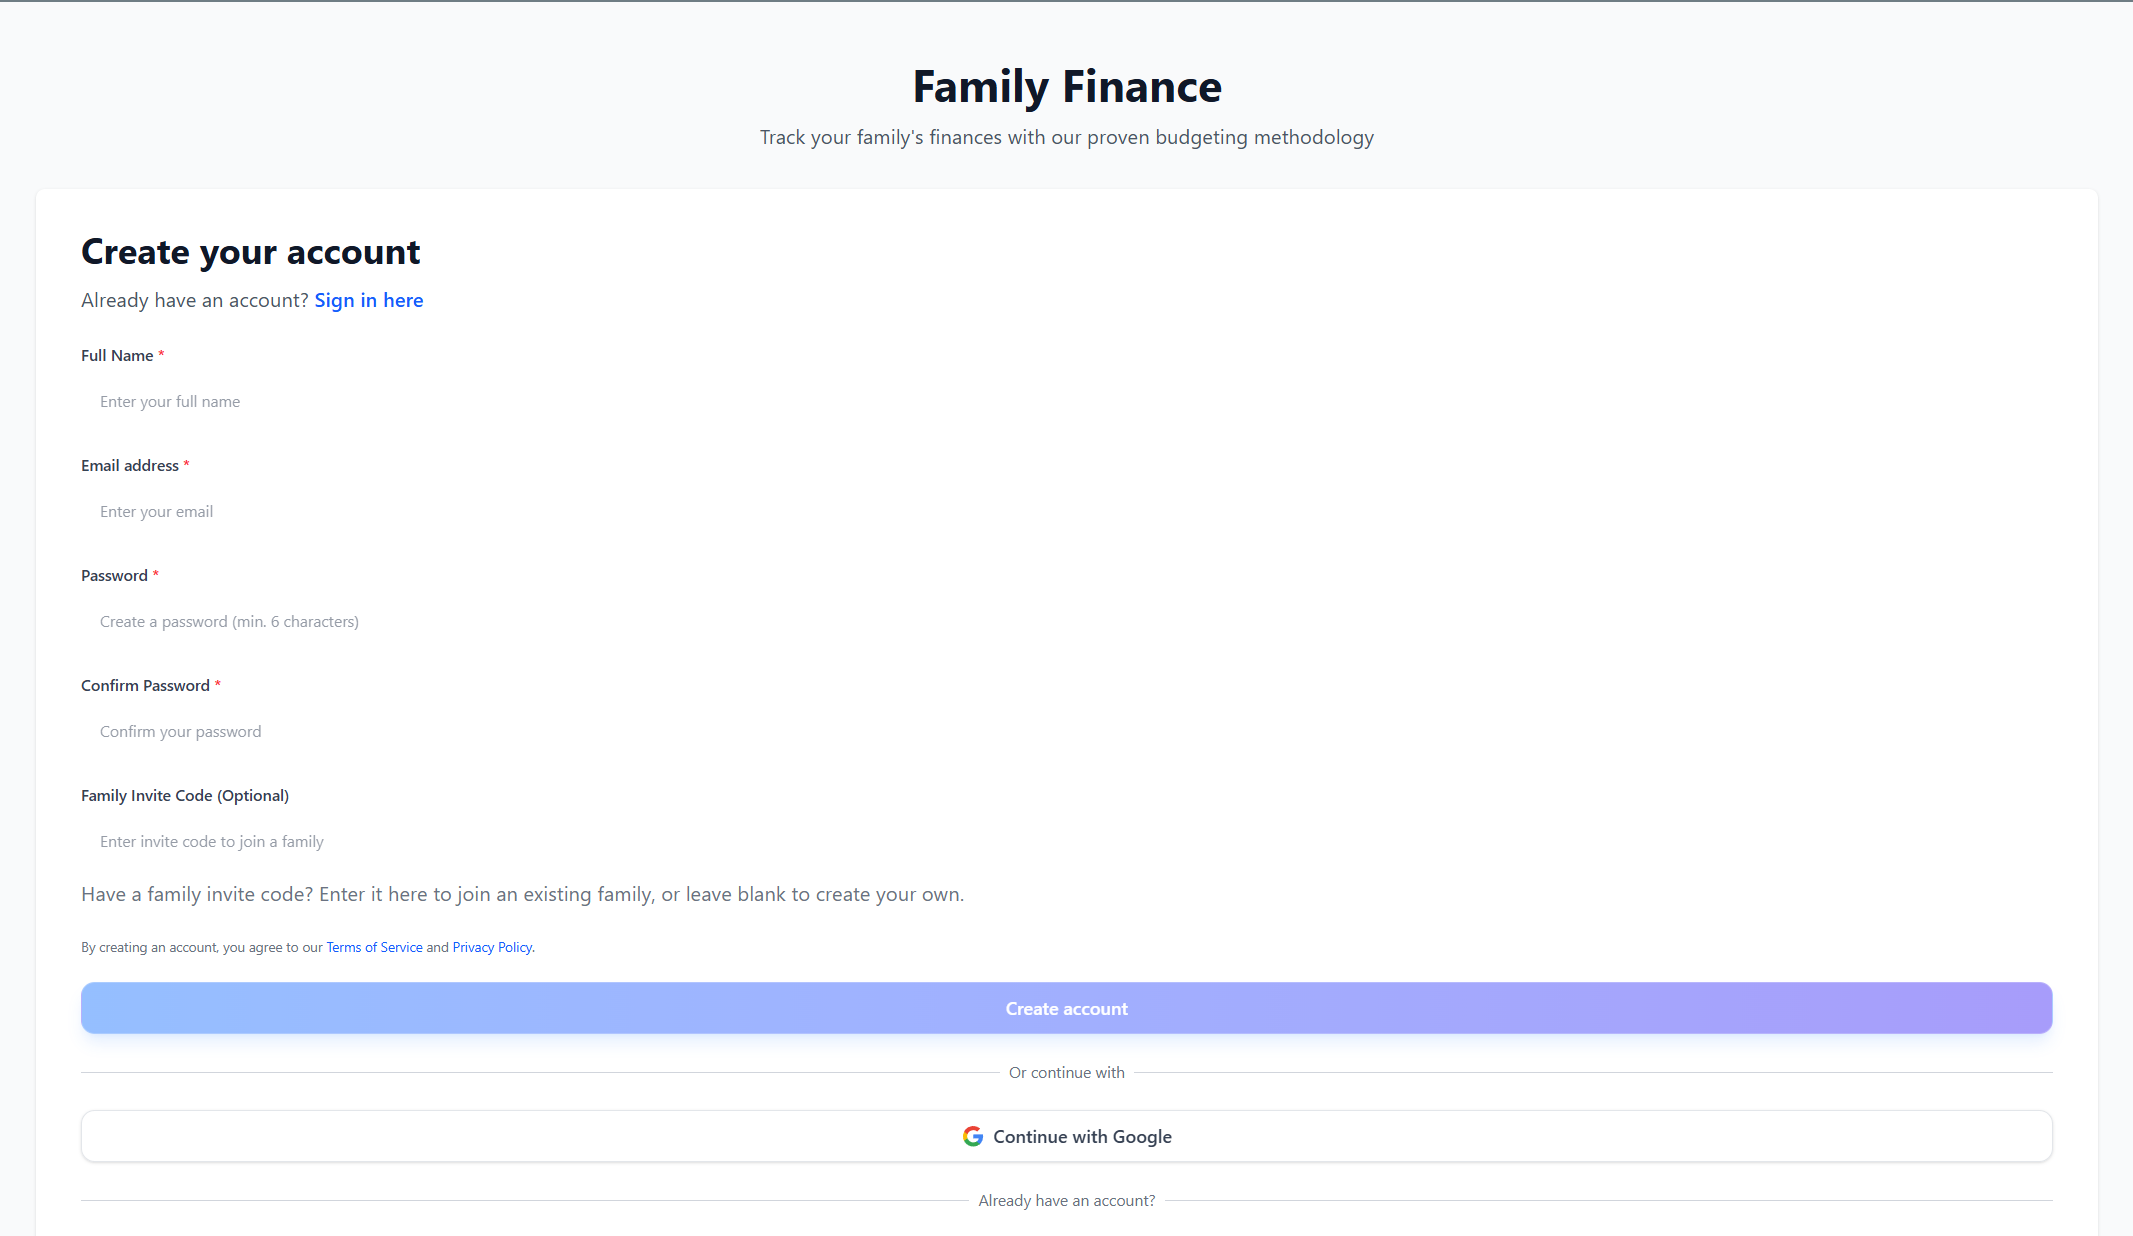 Family Finance
Track your family's finances with our proven budgeting methodology
Create your account
Already have an account? Sign in here
Full Name *
Enter your full name
Email address *
Enter your email
Password *
Create a password (min. 6 characters)
Confirm Password *
Confirm your password
Family Invite Code (Optional)
Enter invite code to join a family
Have a family invite code? Enter it here to join an existing family, or leave blank to create your own.
By creating an account, you agree to our Terms of Service and Privacy Policy.
Create account
Or continue with
Continue with Google
Already have an account?